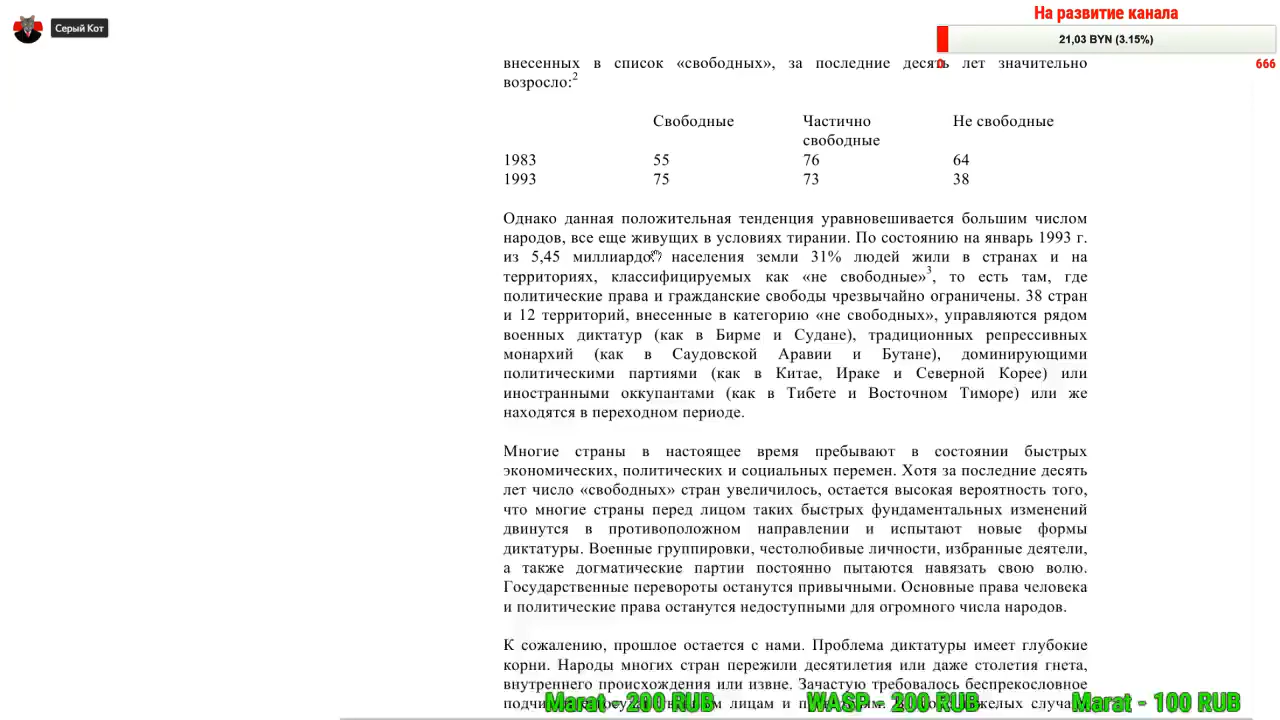 На развитие канала
Серый Кот
21,03 BYN (3.15%)
0 666
внесенных в список «свободных», за последние десять лет значительно
возросло:2
Свободные Частично Не свободные
свободные
1983 55 76 64
1993 75 73 38
Однако данная положительная тенденция уравновешивается большим числом
народов, все еще живущих в условиях тирании. По состоянию на январь 1993 г.
из 5,45 миллиардов населения земли 31% людей жили в странах и на
территориях, классифицируемых как «не свободные»3, то есть там, где
политические права и гражданские свободы чрезвычайно ограничены. 38 стран
и 12 территорий, внесенные в категорию «не свободных», управляются рядом
военных диктатур (как в Бирме и Судане), традиционных репрессивных
монархий (как в Саудовской Аравии и Бутане), доминирующими
политическими партиями (как в Китае, Ираке и Северной Корее) или
иностранными оккупантами (как в Тибете и Восточном Тиморе) или же
находятся в переходном периоде.
Многие страны в настоящее время пребывают в состоянии быстрых
экономических, политических и социальных перемен. Хотя за последние десять
лет число «свободных» стран увеличилось, остается высокая вероятность того,
что многие страны перед лицом таких быстрых фундаментальных изменений
двинутся в противоположном направлении и испытают новые формы
диктатуры. Военные группировки, честолюбивые личности, избранные деятели,
а также догматические партии постоянно пытаются навязать свою волю.
Государственные перевороты останутся привычными. Основные права человека
и политические права останутся недоступными для огромного числа народов.
К сожалению, прошлое остается с нами. Проблема диктатуры имеет глубокие
корни. Народы многих стран пережили десятилетия или даже столетия гнета,
внутреннего происхождения или извне. Зачастую требовалось беспрекословное
лицам и
Marat - 200 RUB WASP - 200 RUB Marat - 100 RUB